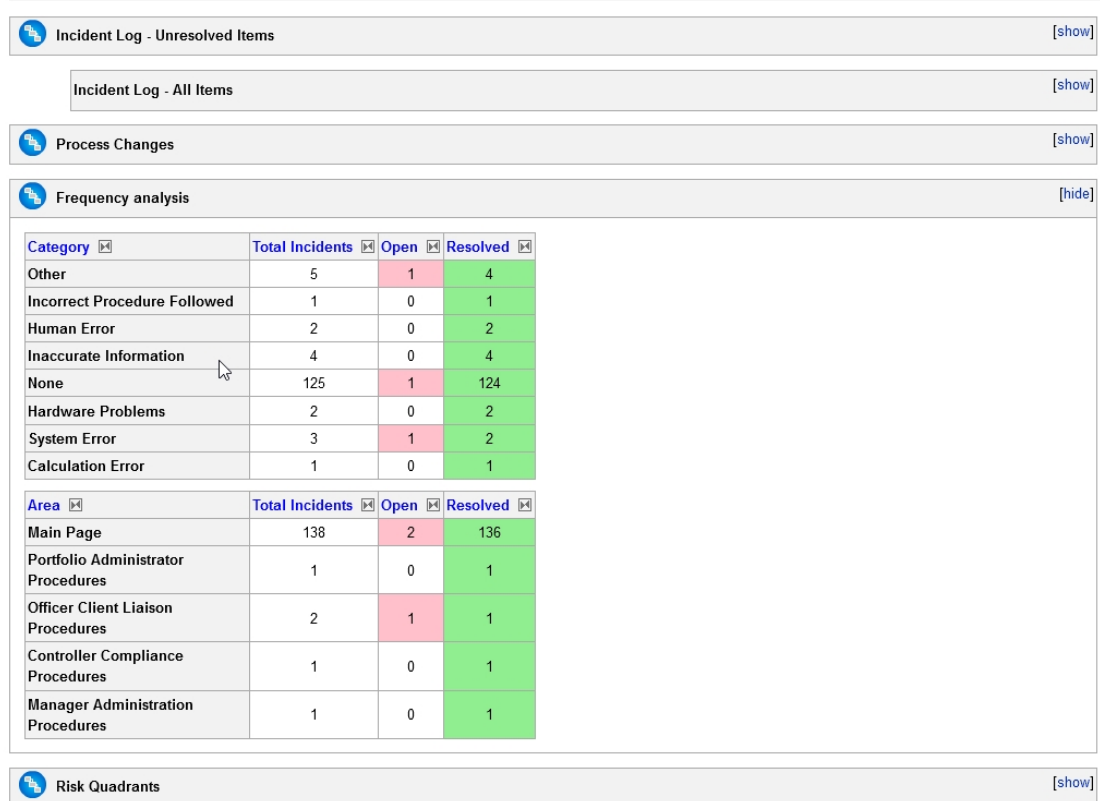 Incident Log - Unresolved Items [show]
Incident Log - All Items [show]
Process Changes [show]
Frequency analysis [hide]
Category Total Incidents Open Resolved
Other 5 1 4
Incorrect Procedure Followed 1 0 1
Human Error 2 0 2
Inaccurate Information 4 0 4
None 125 1 124
Hardware Problems 2 0 2
System Error 3 1 2
Calculation Error 1 0 1
Area Total Incidents Open Resolved
Main Page 138 2 136
Portfolio Administrator
Procedures 1 0 1
Officer Client Liaison
Procedures 2 1 1
Controller Compliance
Procedures 1 0 1
Manager Administration
Procedures 1 0 1
Risk Quadrants [show]